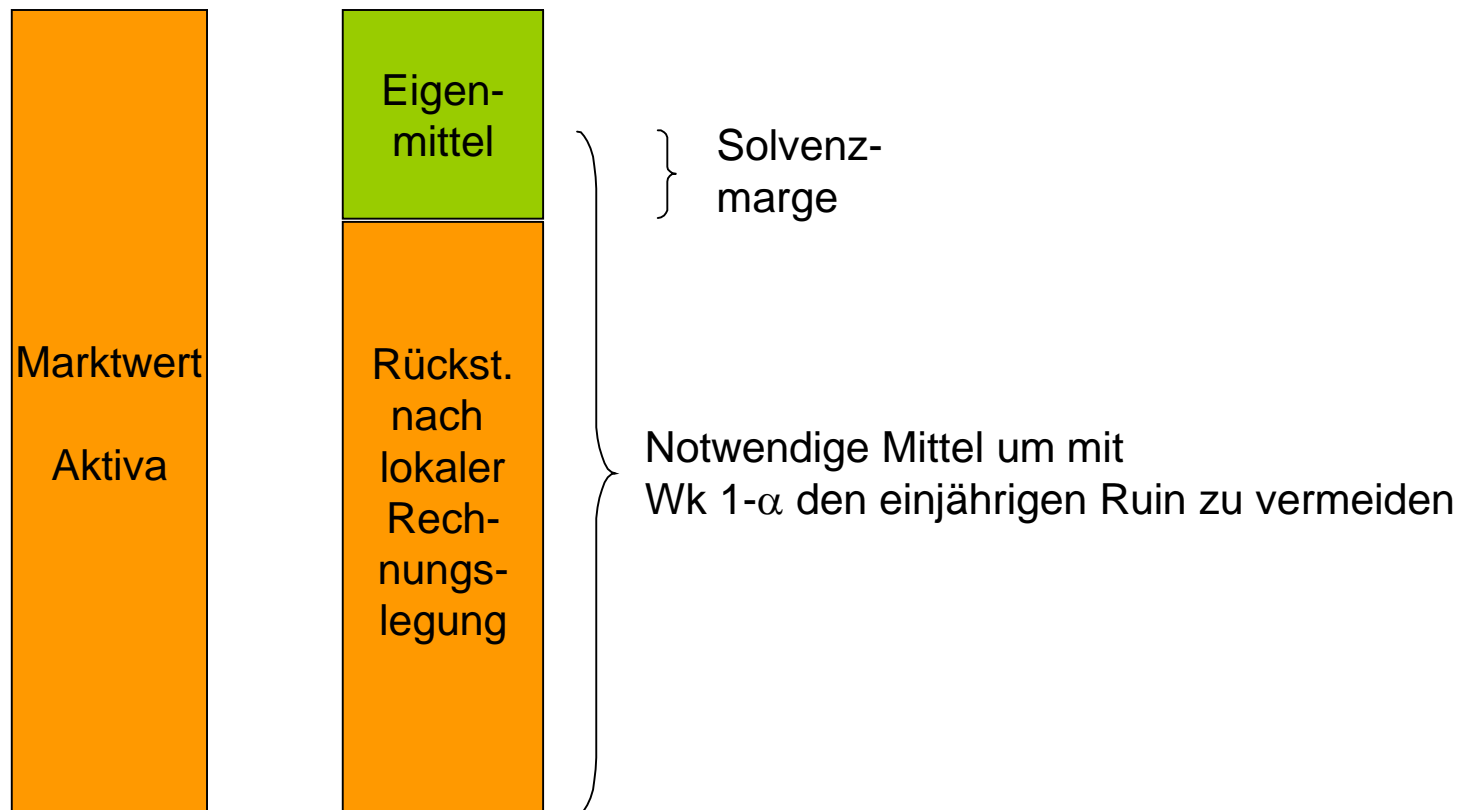 Marktwert
Aktiva
Eigen-
mittel
Rückst.
nach
lokaler
Rech-
nungs-
legung
Solvenz-
marge
Notwendige Mittel um mit
Wk 1-α den einjährigen Ruin zu vermeiden